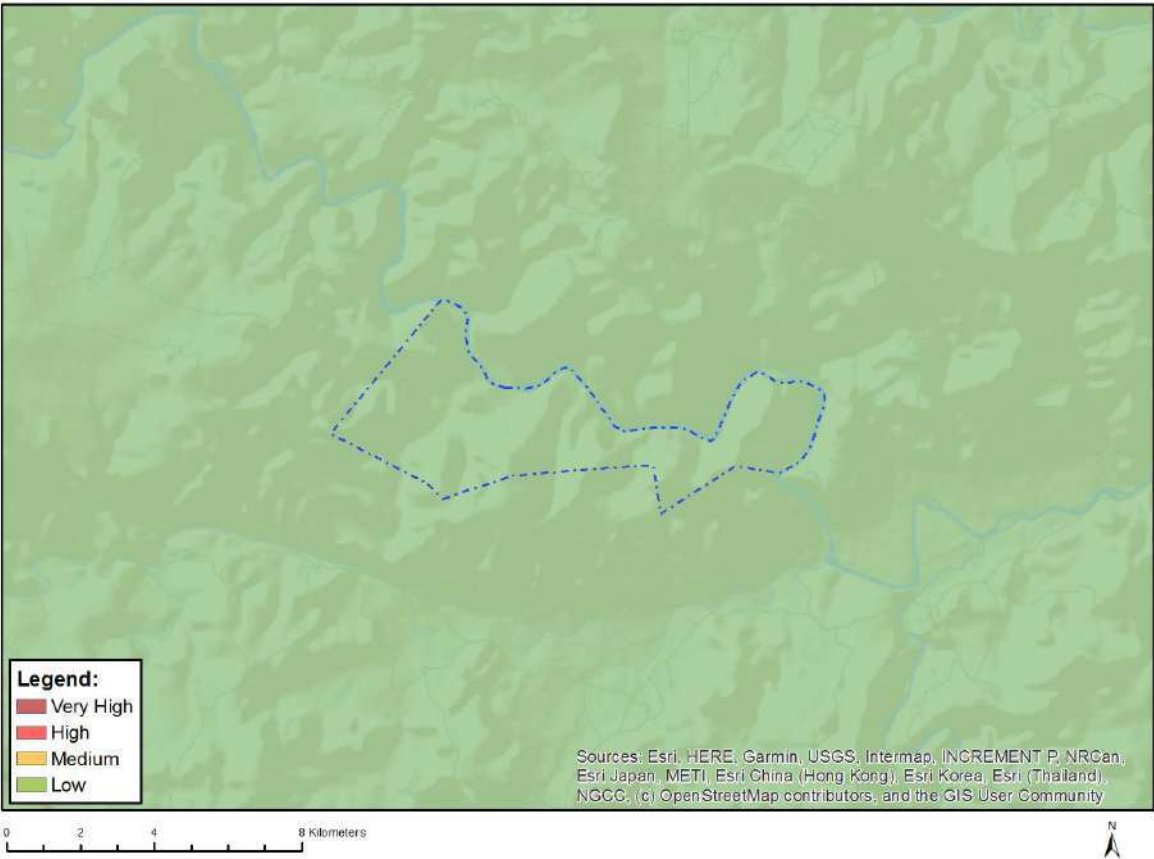 Legend:
Very High
High
Medium
Low
Sources: Esri, HERE, Garmin, USGS, Intermap, INCREMENT P, NRCan,
Esri Japan, METI, Esri China (Hong Kong), Esri Korea, Esri (Thailand),
NGCC, (c) OpenStreetMap contributors, and the GIS User Community
0 2 4 8 Kilometers
N